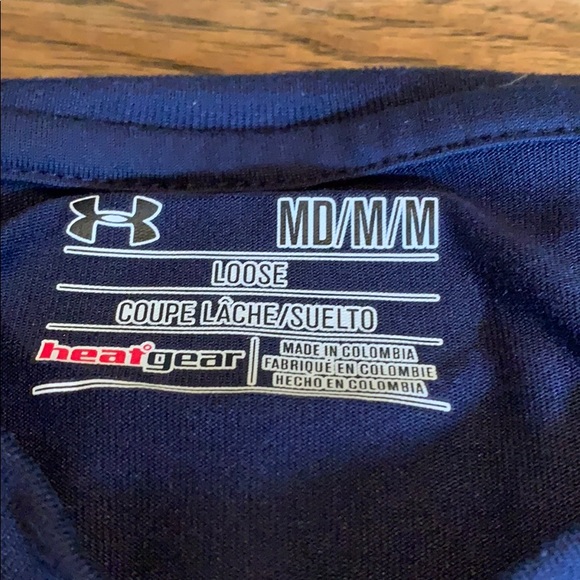 MD/M/M
LOOSE
COUPE LÂCHE/SUELTO
heatgear
MADE IN COLOMBIA
FABRIQUÉ EN COLOMBIE
HECHO EN COLOMBIA